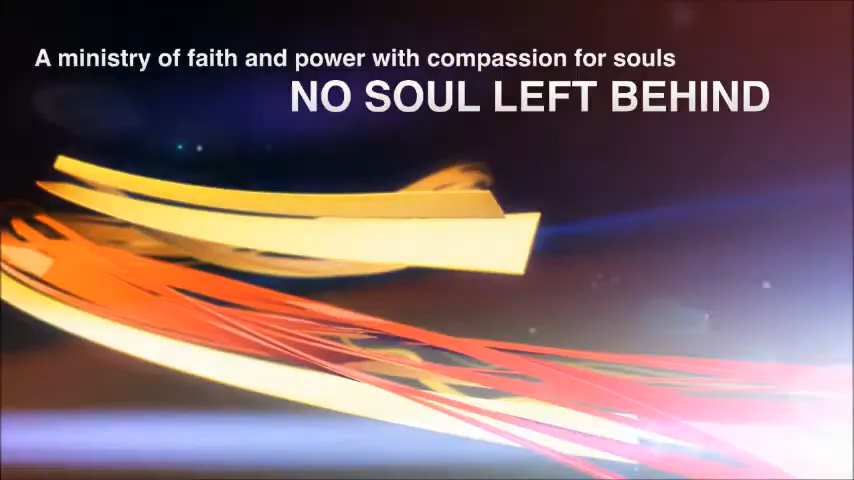 A ministry of faith and power with compassion for souls
NO SOUL LEFT BEHIND